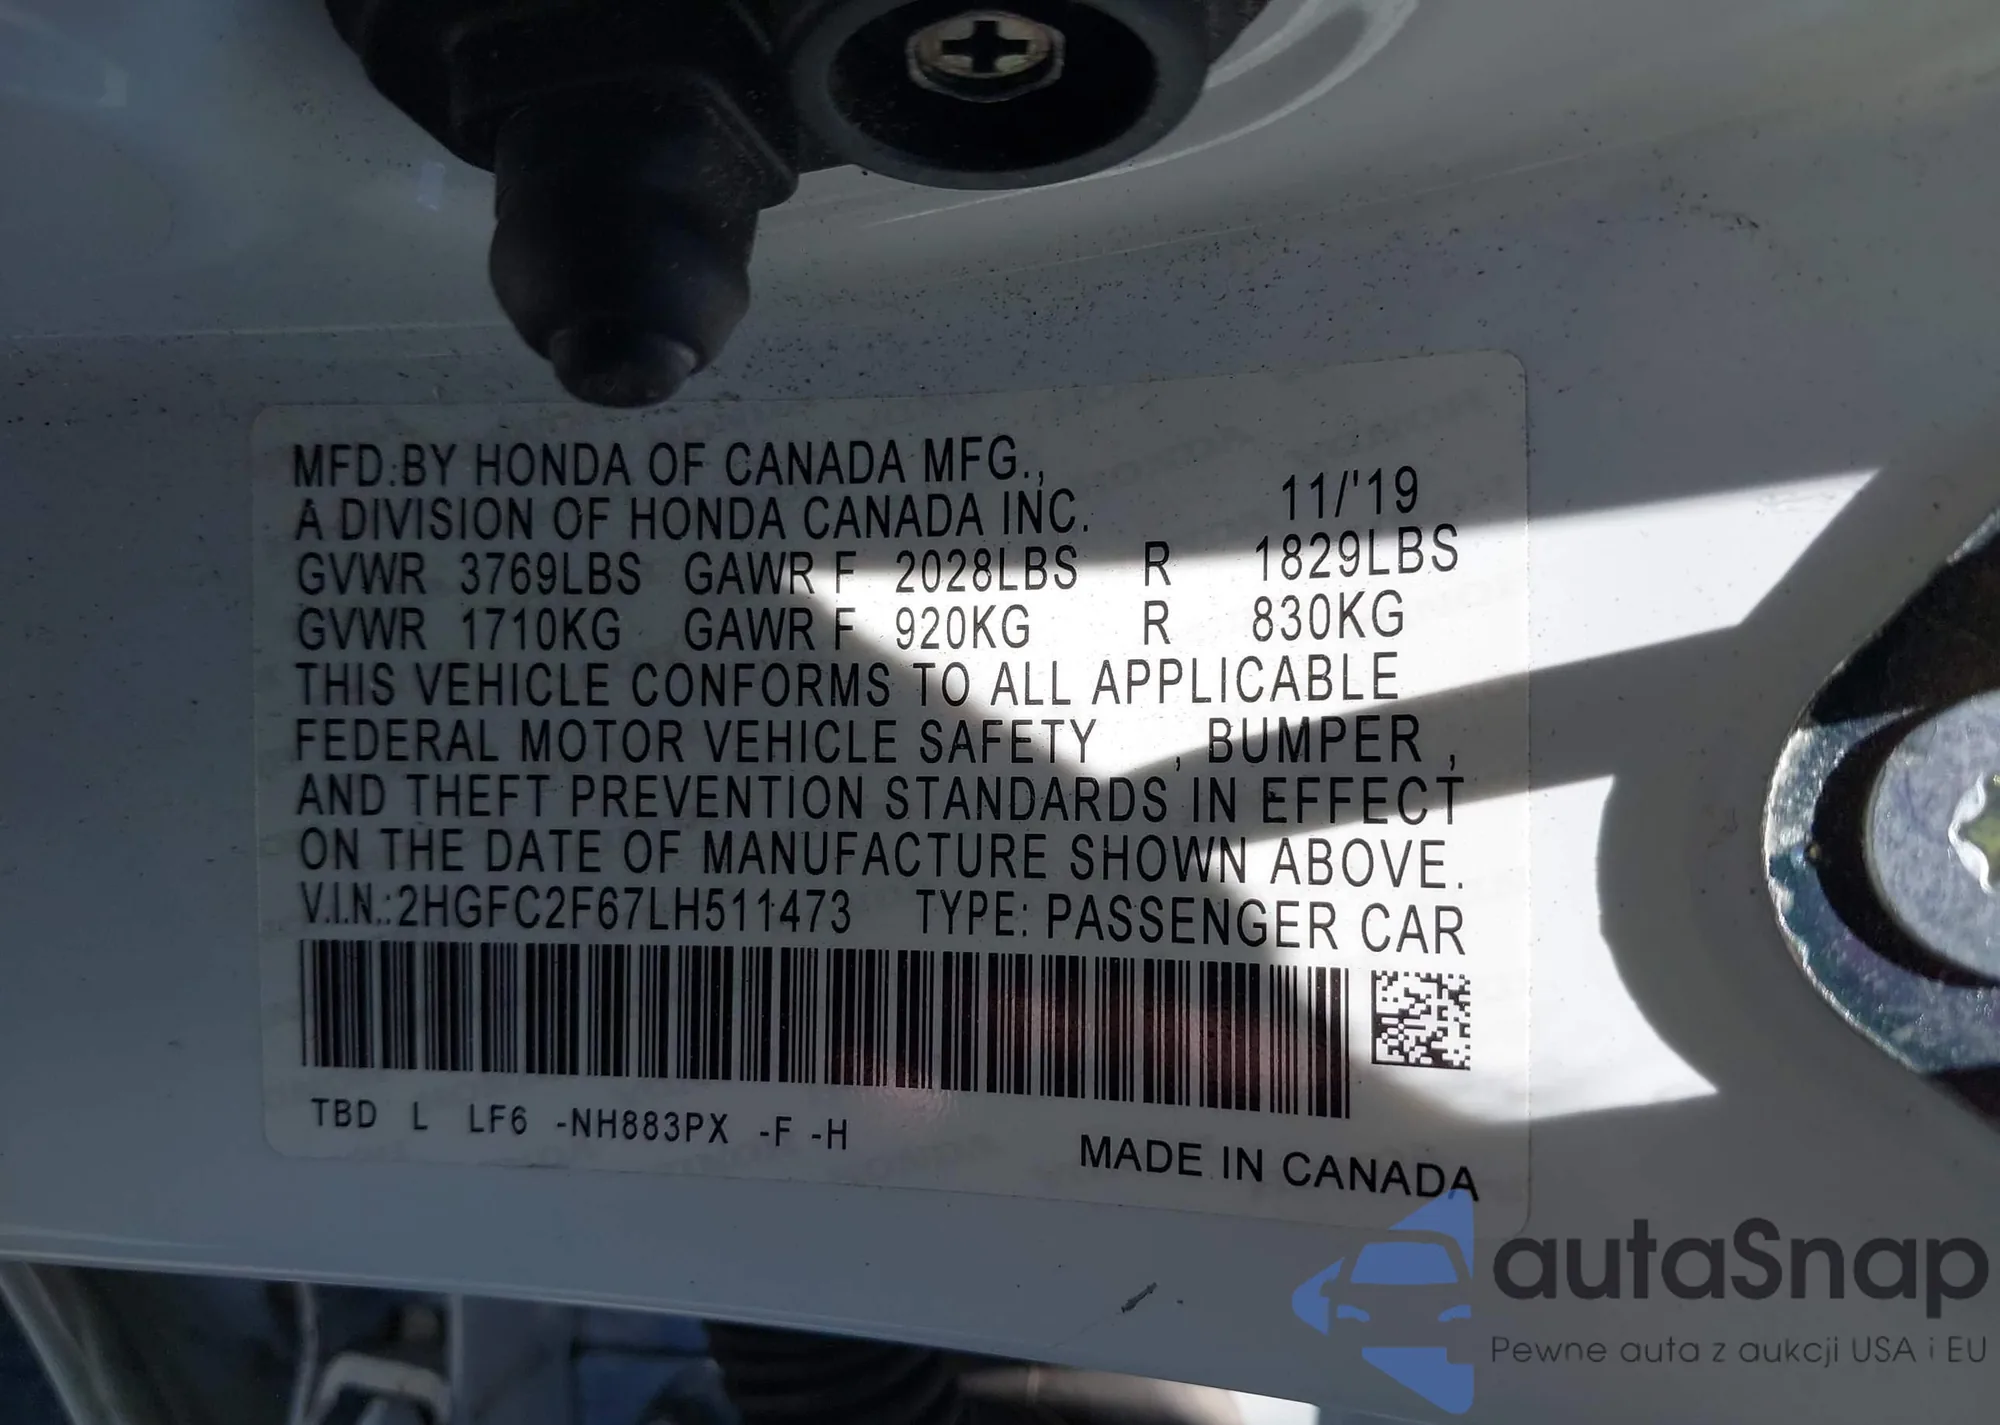 MFD.BY HONDA OF CANADA MFG.,
A DIVISION OF HONDA CANADA INC. 11/'19
GVWR 3769LBS GAWR F 2028LBS R 1829LBS
GVWR 1710KG GAWR F 920KG R 830KG
THIS VEHICLE CONFORMS TO ALL APPLICABLE
FEDERAL MOTOR VEHICLE SAFETY , BUMPER ,
AND THEFT PREVENTION STANDARDS IN EFFECT
ON THE DATE OF MANUFACTURE SHOWN ABOVE.
V.I.N.:2HGFC2F67LH511473 TYPE: PASSENGER CAR
TBD L LF6 -NH883PX -F -H
MADE IN CANADA
autaSnap
Pewne auta z aukcji USA i EU